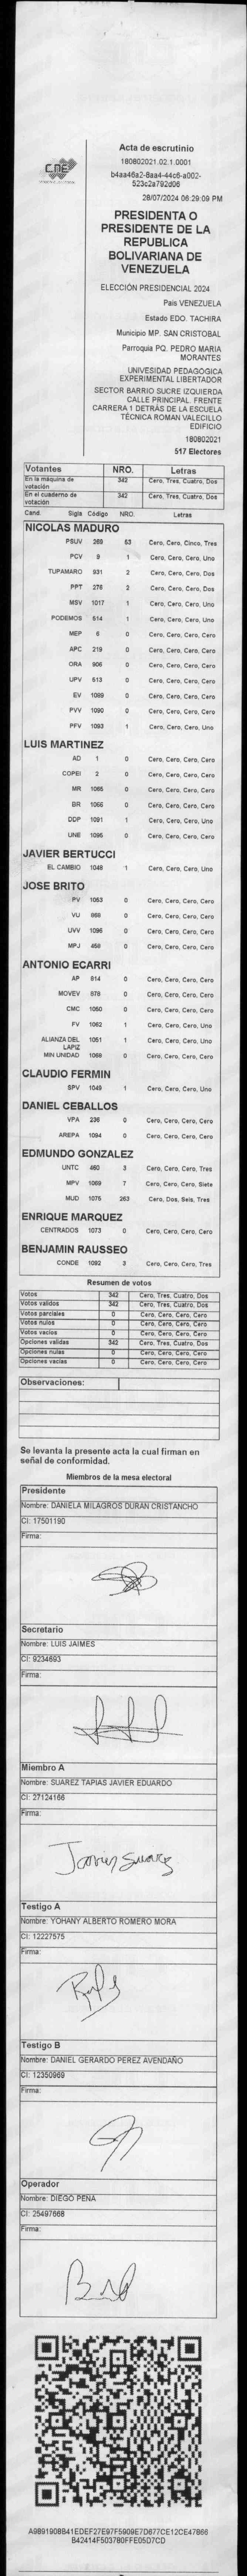 CNE
Acta de escrutinio
180802021.02.1.0001
b4aa46a2-8aa4-44c6-a002-
523c2a792d06
28/07/2024 06:29:09 PM
PRESIDENTA O
PRESIDENTE DE LA
REPUBLICA
BOLIVARIANA DE
VENEZUELA
ELECCIÓN PRESIDENCIAL 2024
Pais VENEZUELA
Estado EDO. TACHIRA
Municipio MP. SAN CRISTOBAL
Parroquia PQ. PEDRO MARIA
MORANTES
UNIVESIDAD PEDAGOGICA
EXPERIMENTAL LIBERTADOR
SECTOR BARRIO SUCRE IZQUIERDA
CALLE PRINCIPAL. FRENTE
CARRERA 1 DETRÁS DE LA ESCUELA
TÉCNICA ROMAN VALECILLO
EDIFICIO
180802021
517 Electores
Votantes NRO. Letras
En la máquina de votación 342 Cero, Tres, Cuatro, Dos
En el cuaderno de votación 342 Cero, Tres, Cuatro, Dos
Cand. Sigla Código NRO. Letras
NICOLAS MADURO
PSUV 269 53 Cero, Cero, Cinco, Tres
PCV 9 1 Cero, Cero, Cero, Uno
TUPAMARO 931 2 Cero, Cero, Cero, Dos
PPT 276 2 Cero, Cero, Cero, Dos
MSV 1017 1 Cero, Cero, Cero, Uno
PODEMOS 514 1 Cero, Cero, Cero, Uno
MEP 6 0 Cero, Cero, Cero, Cero
APC 219 0 Cero, Cero, Cero, Cero
ORA 906 0 Cero, Cero, Cero, Cero
UPV 613 0 Cero, Cero, Cero, Cero
EV 1089 0 Cero, Cero, Cero, Cero
PVV 1090 0 Cero, Cero, Cero, Cero
PFV 1093 1 Cero, Cero, Cero, Uno
LUIS MARTINEZ
AD 1 0 Cero, Cero, Cero, Cero
COPEI 2 0 Cero, Cero, Cero, Cero
MR 1065 0 Cero, Cero, Cero, Cero
BR 1066 0 Cero, Cero, Cero, Cero
DDP 1091 1 Cero, Cero, Cero, Uno
UNE 1095 0 Cero, Cero, Cero, Cero
JAVIER BERTUCCI
EL CAMBIO 1048 1 Cero, Cero, Cero, Uno
JOSE BRITO
PV 1053 0 Cero, Cero, Cero, Cero
VU 868 0 Cero, Cero, Cero, Cero
UVV 1096 0 Cero, Cero, Cero, Cero
MPJ 458 0 Cero, Cero, Cero, Cero
ANTONIO ECARRI
AP 914 0 Cero, Cero, Cero, Cero
MOVEV 978 0 Cero, Cero, Cero, Cero
CMC 1050 0 Cero, Cero, Cero, Cero
FV 1062 1 Cero, Cero, Cero, Uno
ALIANZA DEL LAPIZ 1051 1 Cero, Cero, Cero, Uno
MIN UNIDAD 1068 0 Cero, Cero, Cero, Cero
CLAUDIO FERMIN
SPV 1049 1 Cero, Cero, Cero, Uno
DANIEL CEBALLOS
VPA 236 0 Cero, Cero, Cero, Cero
AREPA 1094 0 Cero, Cero, Cero, Cero
EDMUNDO GONZALEZ
UNTC 460 3 Cero, Cero, Cero, Tres
MPV 1069 7 Cero, Cero, Cero, Siete
MUD 1075 263 Cero, Dos, Seis, Tres
ENRIQUE MARQUEZ
CENTRADOS 1073 0 Cero, Cero, Cero, Cero
BENJAMIN RAUSSEO
CONDE 1092 3 Cero, Cero, Cero, Tres
Resumen de votos
Votos 342 Cero, Tres, Cuatro, Dos
Votos validos 342 Cero, Tres, Cuatro, Dos
Votos parciales 0 Cero, Cero, Cero, Cero
Votos nulos 0 Cero, Cero, Cero, Cero
Votos vacios 0 Cero, Cero, Cero, Cero
Opciones validas 342 Cero, Tres, Cuatro, Dos
Opciones nulas 0 Cero, Cero, Cero, Cero
Opciones vacias 0 Cero, Cero, Cero, Cero
Observaciones:
Se levanta la presente acta la cual firman en
señal de conformidad.
Miembros de la mesa electoral
Presidente
Nombre: DANIELA MILAGROS DURAN CRISTANCHO
CI: 17501190
Firma:
Secretario
Nombre: LUIS JAIMES
CI: 9234693
Firma:
Miembro A
Nombre: SUAREZ TAPIAS JAVIER EDUARDO
CI: 27124166
Firma:
Javier Suarez
Testigo A
Nombre: YOHANY ALBERTO ROMERO MORA
CI: 12227575
Firma:
Testigo B
Nombre: DANIEL GERARDO PEREZ AVENDAÑO
CI: 12350969
Firma:
Operador
Nombre: DIEGO PENA
CI: 25497668
Firma:
A9891908B41EDEF27E97F5909E7D677CE12CE47866
B42414F503780FFE05D7CD